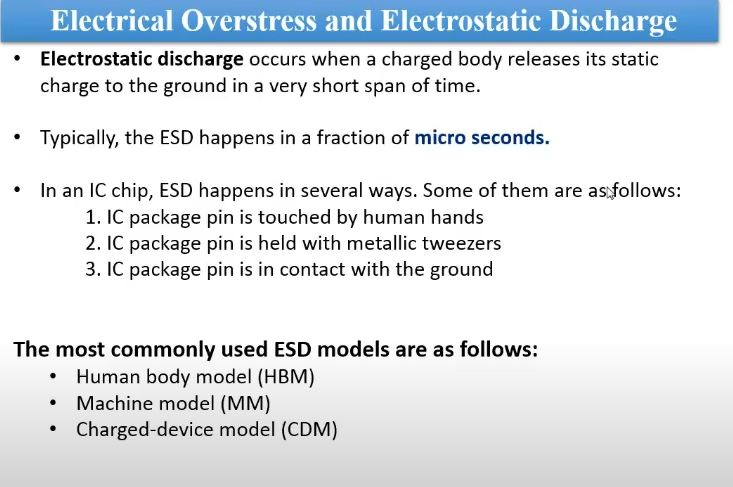 Electrical Overstress and Electrostatic Discharge
• Electrostatic discharge occurs when a charged body releases its static
charge to the ground in a very short span of time.
• Typically, the ESD happens in a fraction of micro seconds.
• In an IC chip, ESD happens in several ways. Some of them are as follows:
1. IC package pin is touched by human hands
2. IC package pin is held with metallic tweezers
3. IC package pin is in contact with the ground
The most commonly used ESD models are as follows:
• Human body model (HBM)
• Machine model (MM)
• Charged-device model (CDM)